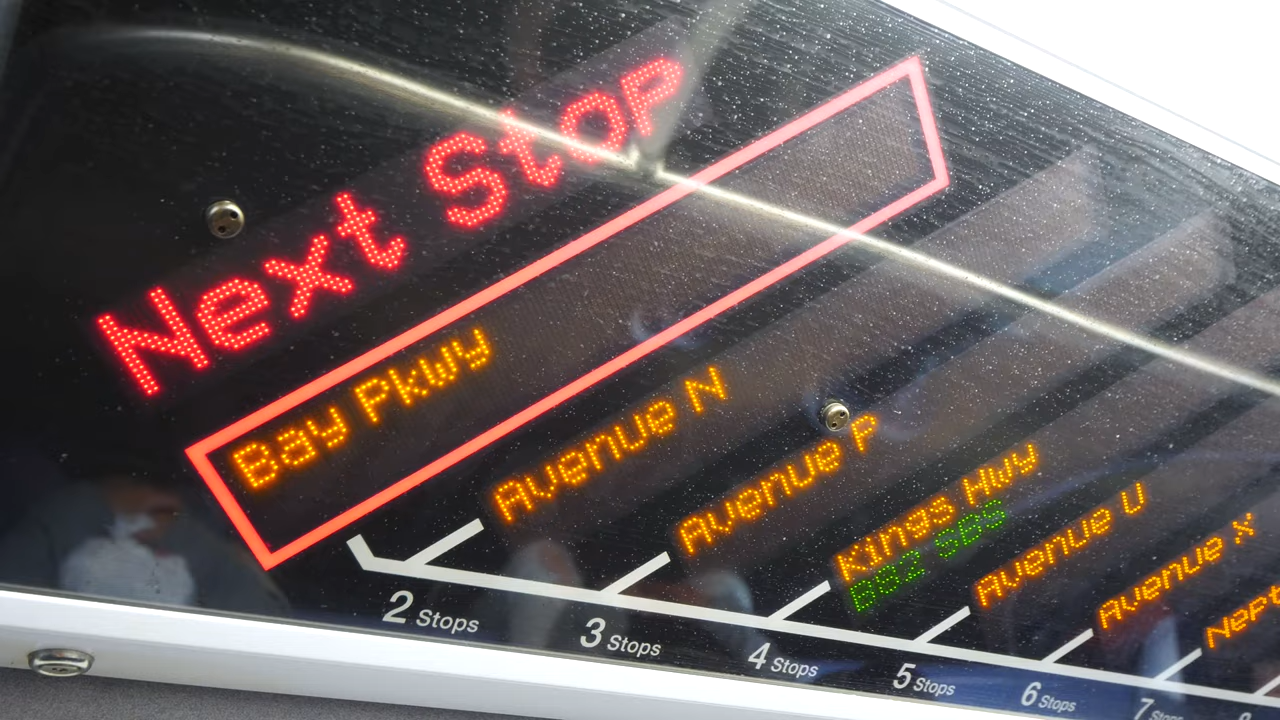 Next Stop
Bay Pkwy
Avenue N
Avenue P
Kings Hwy
B82 SBS
Avenue U
Avenue X
2 Stops
3 Stops
4 Stops
5 Stops
6 Stops
7